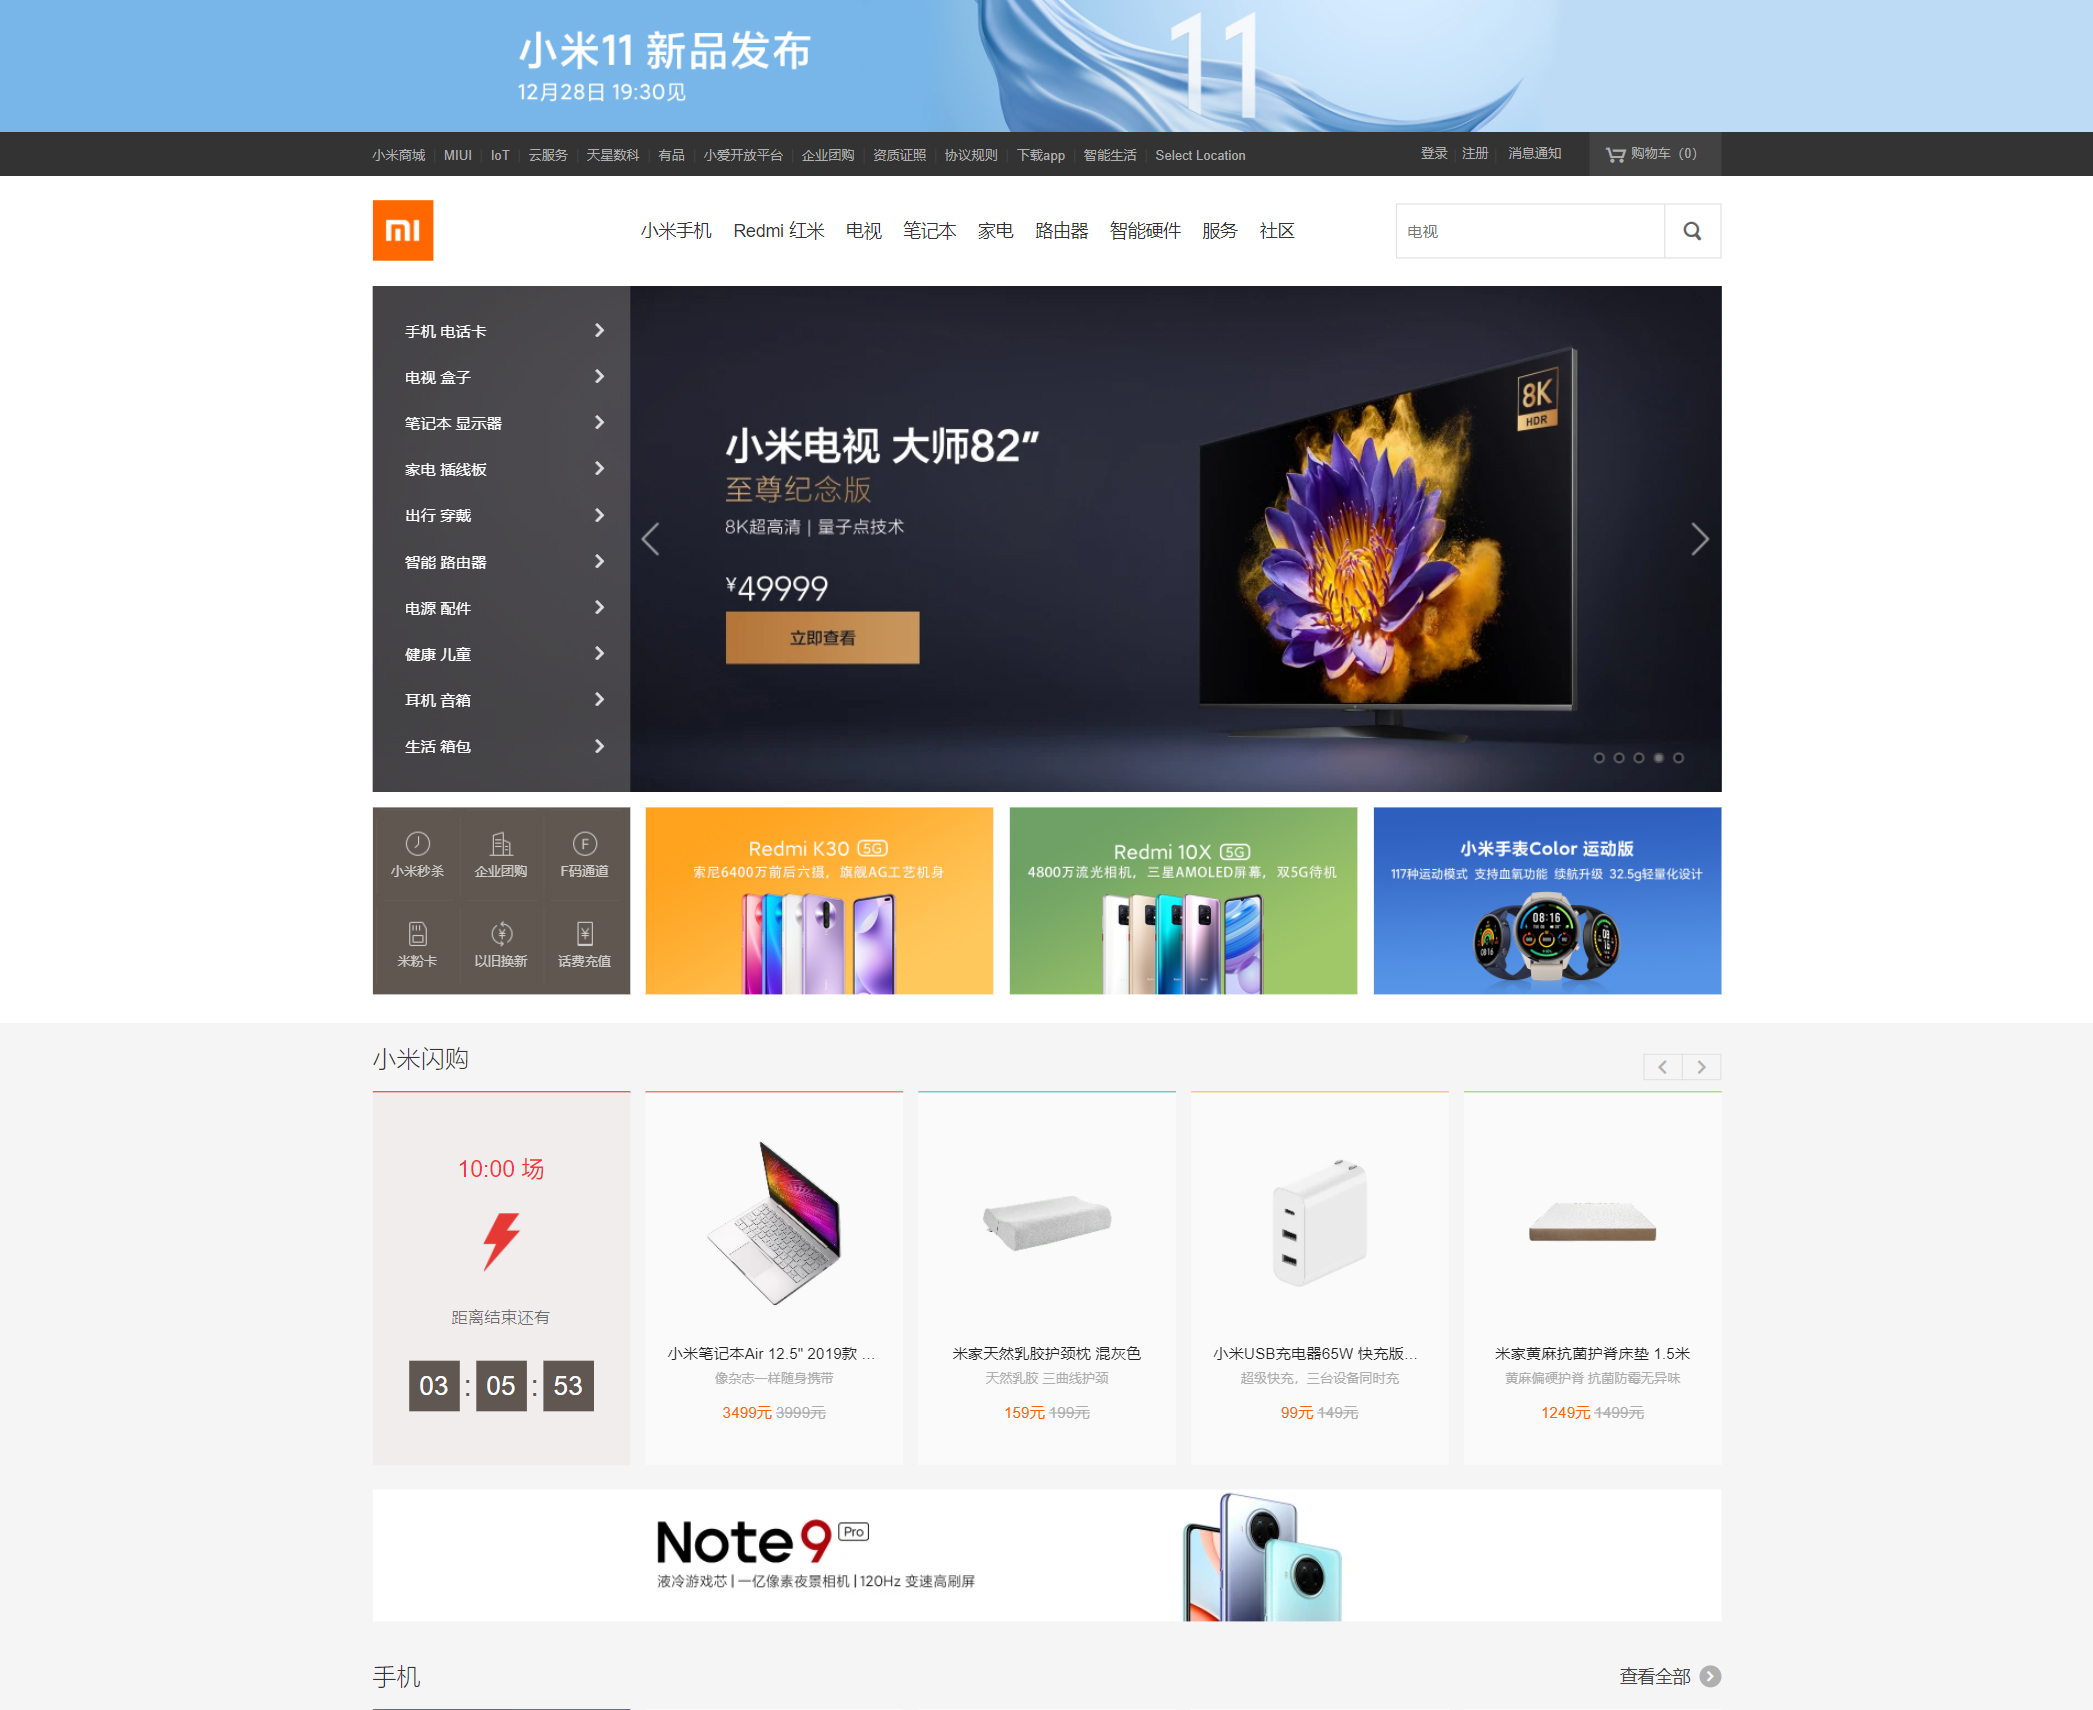 小米11 新品发布
12月28日 19:30见
11
小米商城 MIUI IoT 云服务 天星数科 有品 小爱开放平台 企业团购 资质证照 协议规则 下载app 智能生活 Select Location 登录 注册 消息通知 购物车（0）
小米手机 Redmi 红米 电视 笔记本 家电 路由器 智能硬件 服务 社区 电视
手机 电话卡
电视 盒子
笔记本 显示器
家电 插线板
出行 穿戴
智能 路由器
电源 配件
健康 儿童
耳机 音箱
生活 箱包
小米电视 大师82″
至尊纪念版
8K超高清 | 量子点技术
¥49999
立即查看
8K
HDR
小米秒杀 企业团购 F码通道
米粉卡 以旧换新 话费充值
Redmi K30 5G
索尼6400万前后六摄，旗舰AG工艺机身
Redmi 10X 5G
4800万流光相机，三星AMOLED屏幕，双5G待机
小米手表Color 运动版
117种运动模式 支持血氧功能 续航升级 32.5g轻量化设计
08:16
小米闪购
10:00 场
距离结束还有
03 : 05 : 53
小米笔记本Air 12.5" 2019款 ...
像杂志一样随身携带
3499元 3999元
米家天然乳胶护颈枕 混灰色
天然乳胶 三曲线护颈
159元 199元
小米USB充电器65W 快充版...
超级快充，三台设备同时充
99元 149元
米家黄麻抗菌护脊床垫 1.5米
黄麻偏硬护脊 抗菌防霉无异味
1249元 1499元
Note 9 Pro
液冷游戏芯 | 一亿像素夜景相机 | 120Hz 变速高刷屏
手机 查看全部